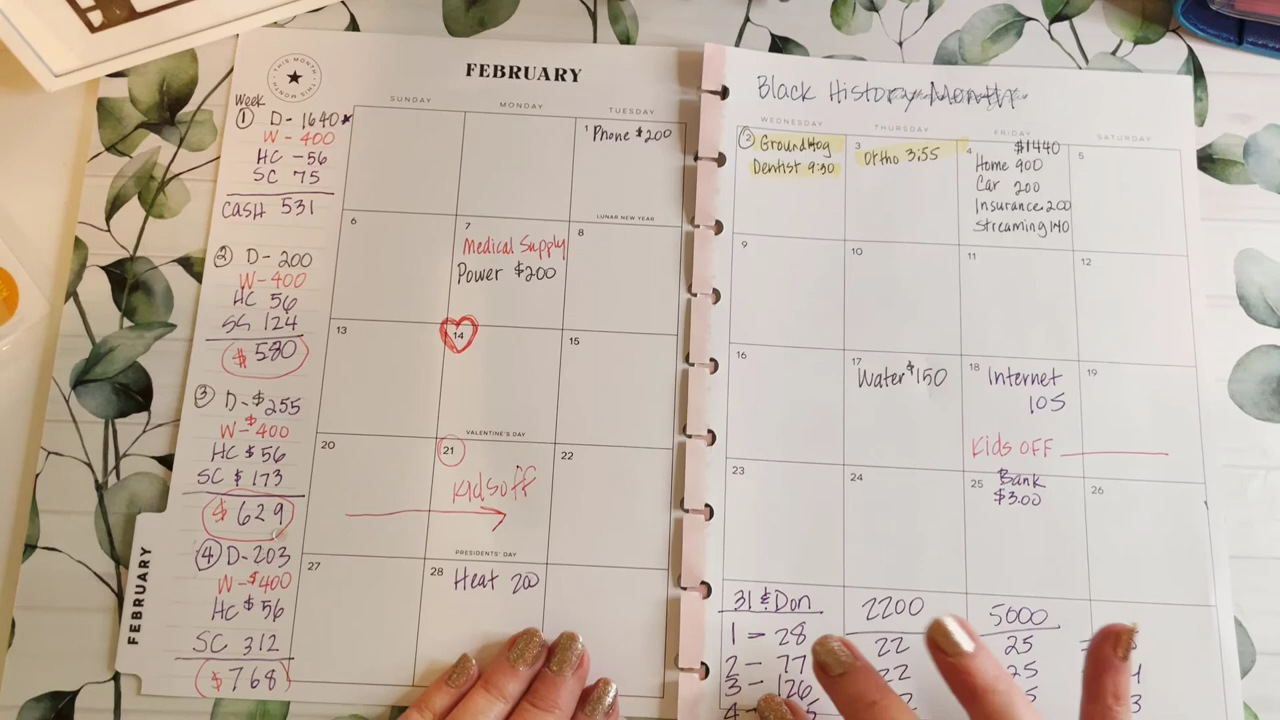 THIS MONTH
THIS MONTH
FEBRUARY
Week
① D- 1640*
W - 400
HC -56
SC 75
CASH 531
② D- 200
W-400
HC 56
SC 124
$ 580
③ D-$255
W-$400
HC $56
SC $173
$ 629
④ D-203
W-$400
HC $56
SC 312
$768
FEBRUARY
SUNDAY MONDAY TUESDAY
1 Phone $200
LUNAR NEW YEAR
6 7 8
Medical Supply
Power $200
13 14 15
VALENTINE'S DAY
20 21 22
Kids off
PRESIDENTS' DAY
27 28 Heat 200
Black History Month
WEDNESDAY THURSDAY FRIDAY SATURDAY
2 GroundHog
Dentist 9:30
3 Ortho 3:55
4 $1440
Home 900
Car 200
Insurance 200
Streaming 140
5
9 10 11 12
16 17 18 19
Water $150
Internet
105
Kids OFF
23 24 25 26
Bank
$3.00
31 & Don 2200 5000
1 - 28 22 25
2 - 77 22 25
3 - 126